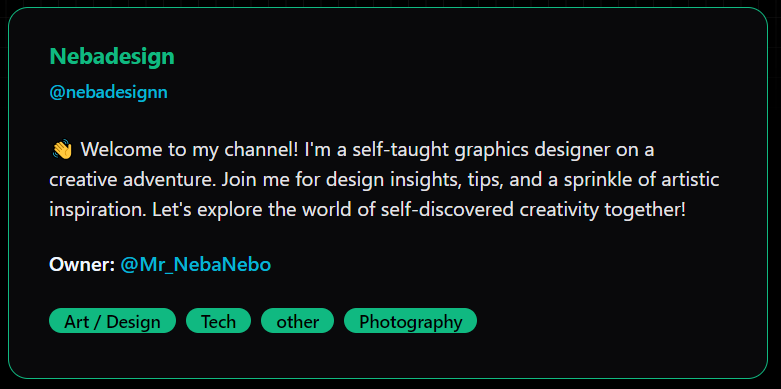 Nebadesign
@nebadesignn
👋 Welcome to my channel! I'm a self-taught graphics designer on a
creative adventure. Join me for design insights, tips, and a sprinkle of artistic
inspiration. Let's explore the world of self-discovered creativity together!
Owner: @Mr_NebaNebo
Art / Design Tech other Photography